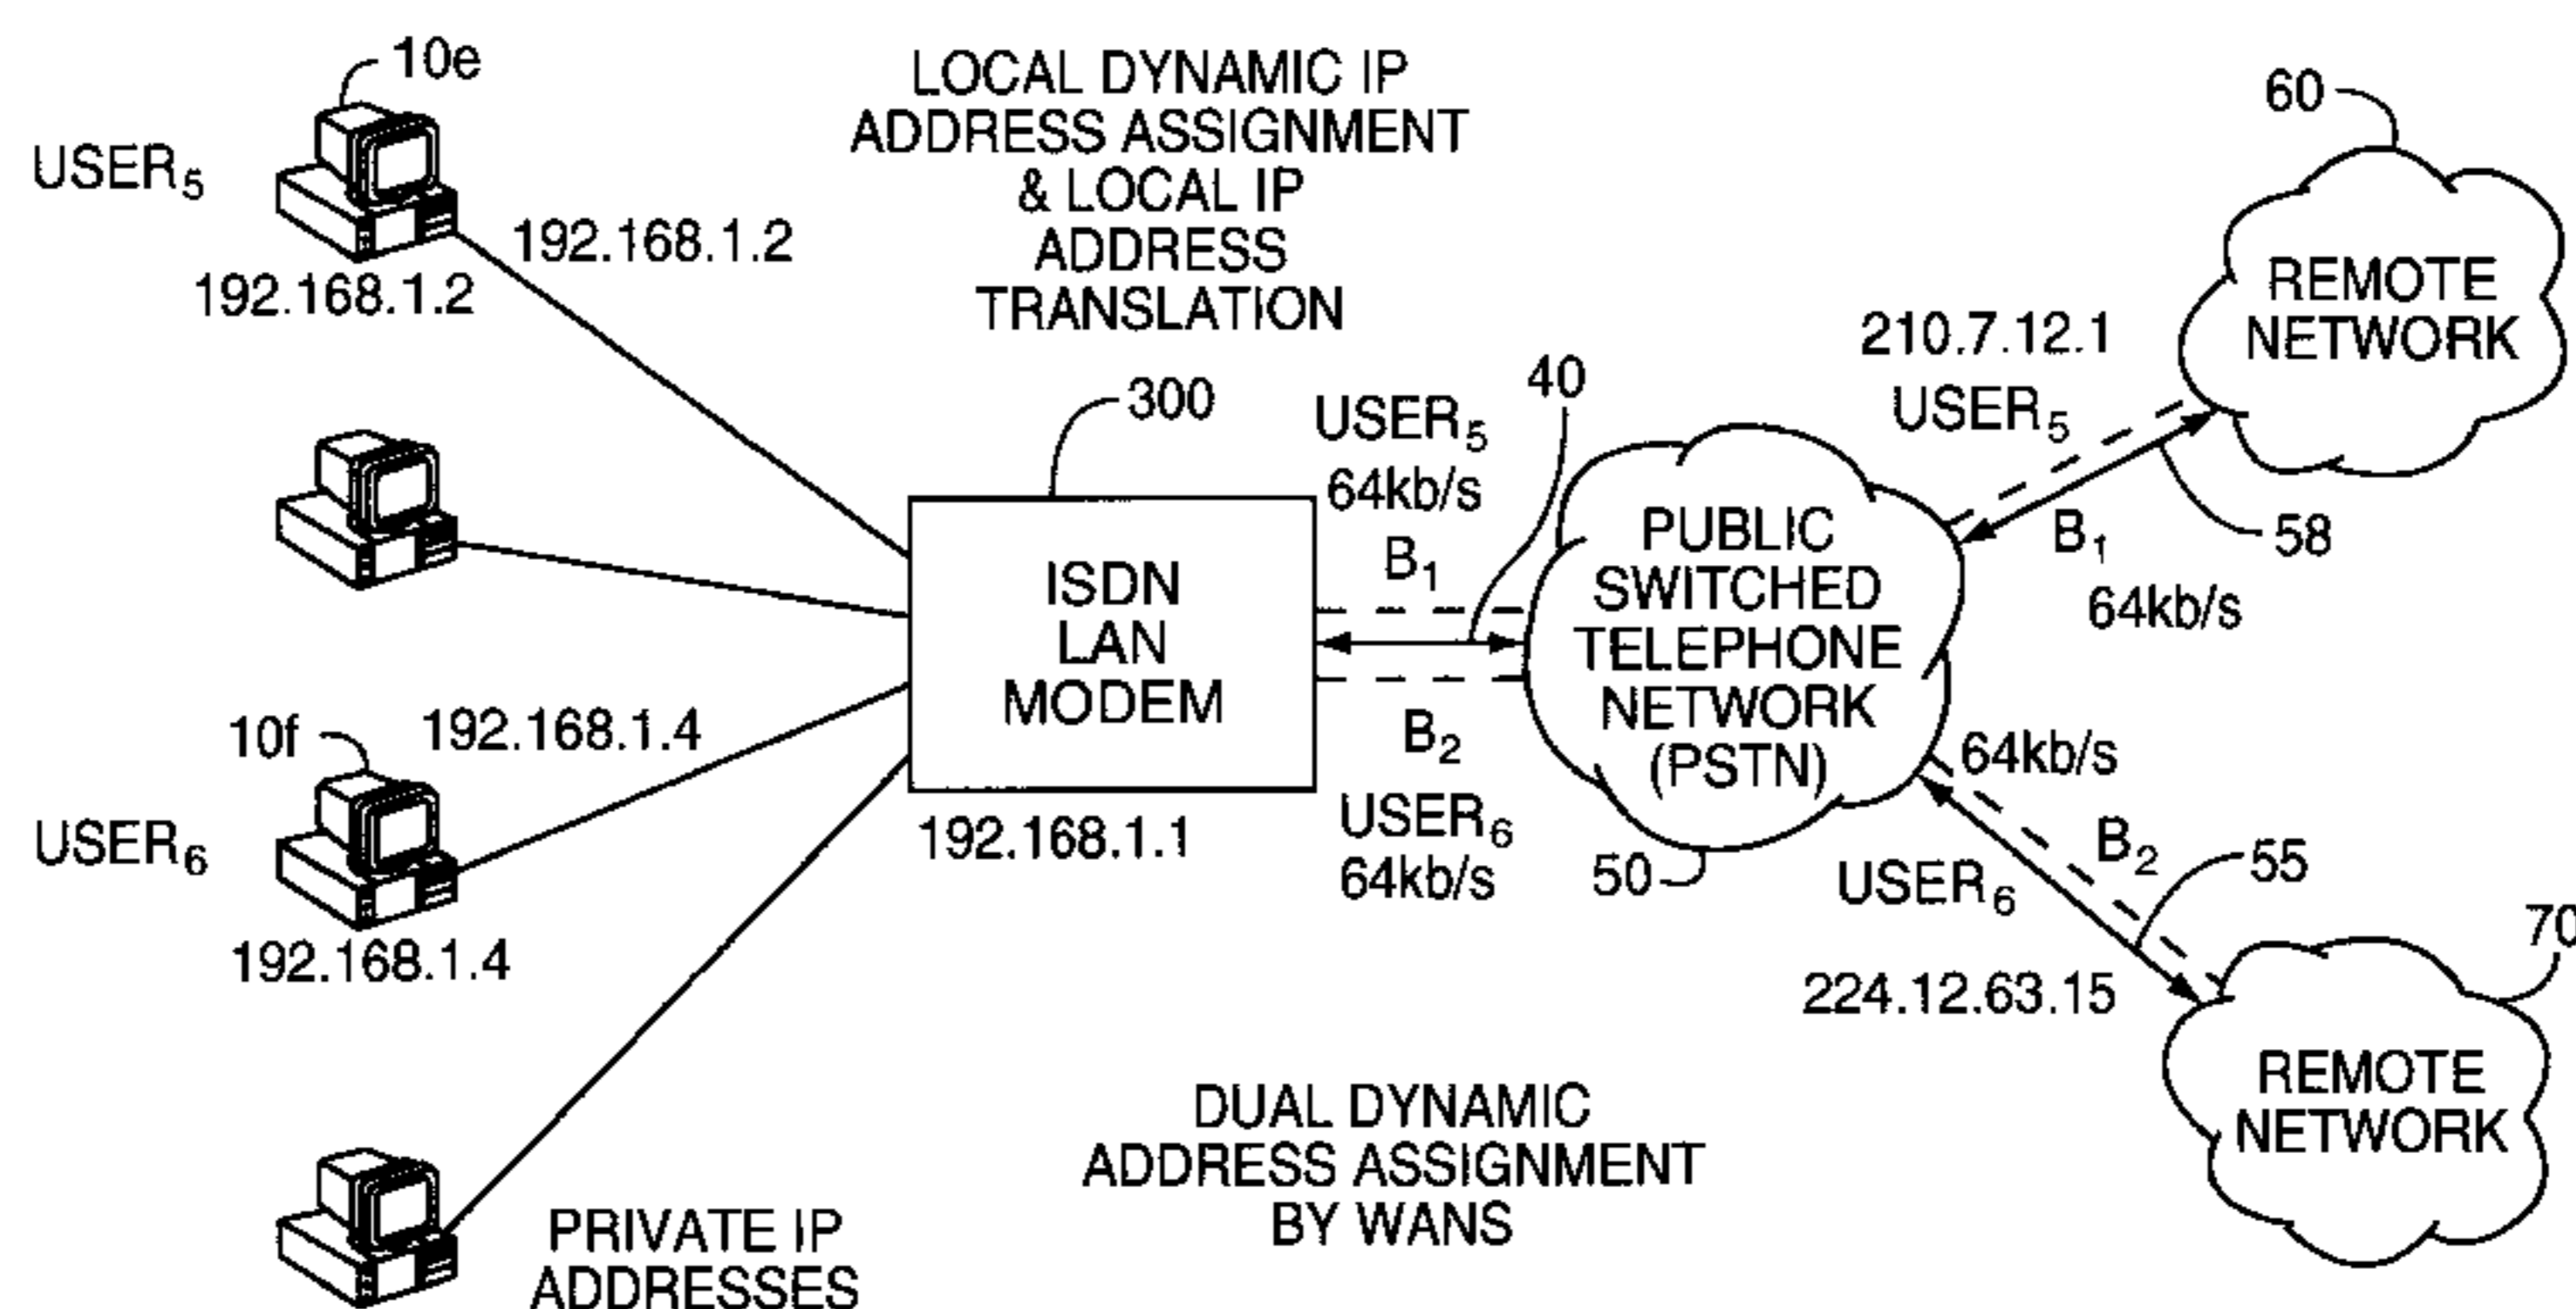 10e
USER5
192.168.1.2
192.168.1.2
LOCAL DYNAMIC IP
ADDRESS ASSIGNMENT
& LOCAL IP
ADDRESS
TRANSLATION
300
ISDN
LAN
MODEM
192.168.1.1
10f
192.168.1.4
USER6
192.168.1.4
PRIVATE IP
ADDRESSES
USER5
64kb/s
B1
40
B2
USER6
64kb/s
PUBLIC
SWITCHED
TELEPHONE
NETWORK
(PSTN)
50
60
REMOTE
NETWORK
210.7.12.1
USER5
B1
58
64kb/s
64kb/s
B2
55
USER6
224.12.63.15
70
REMOTE
NETWORK
DUAL DYNAMIC
ADDRESS ASSIGNMENT
BY WANS